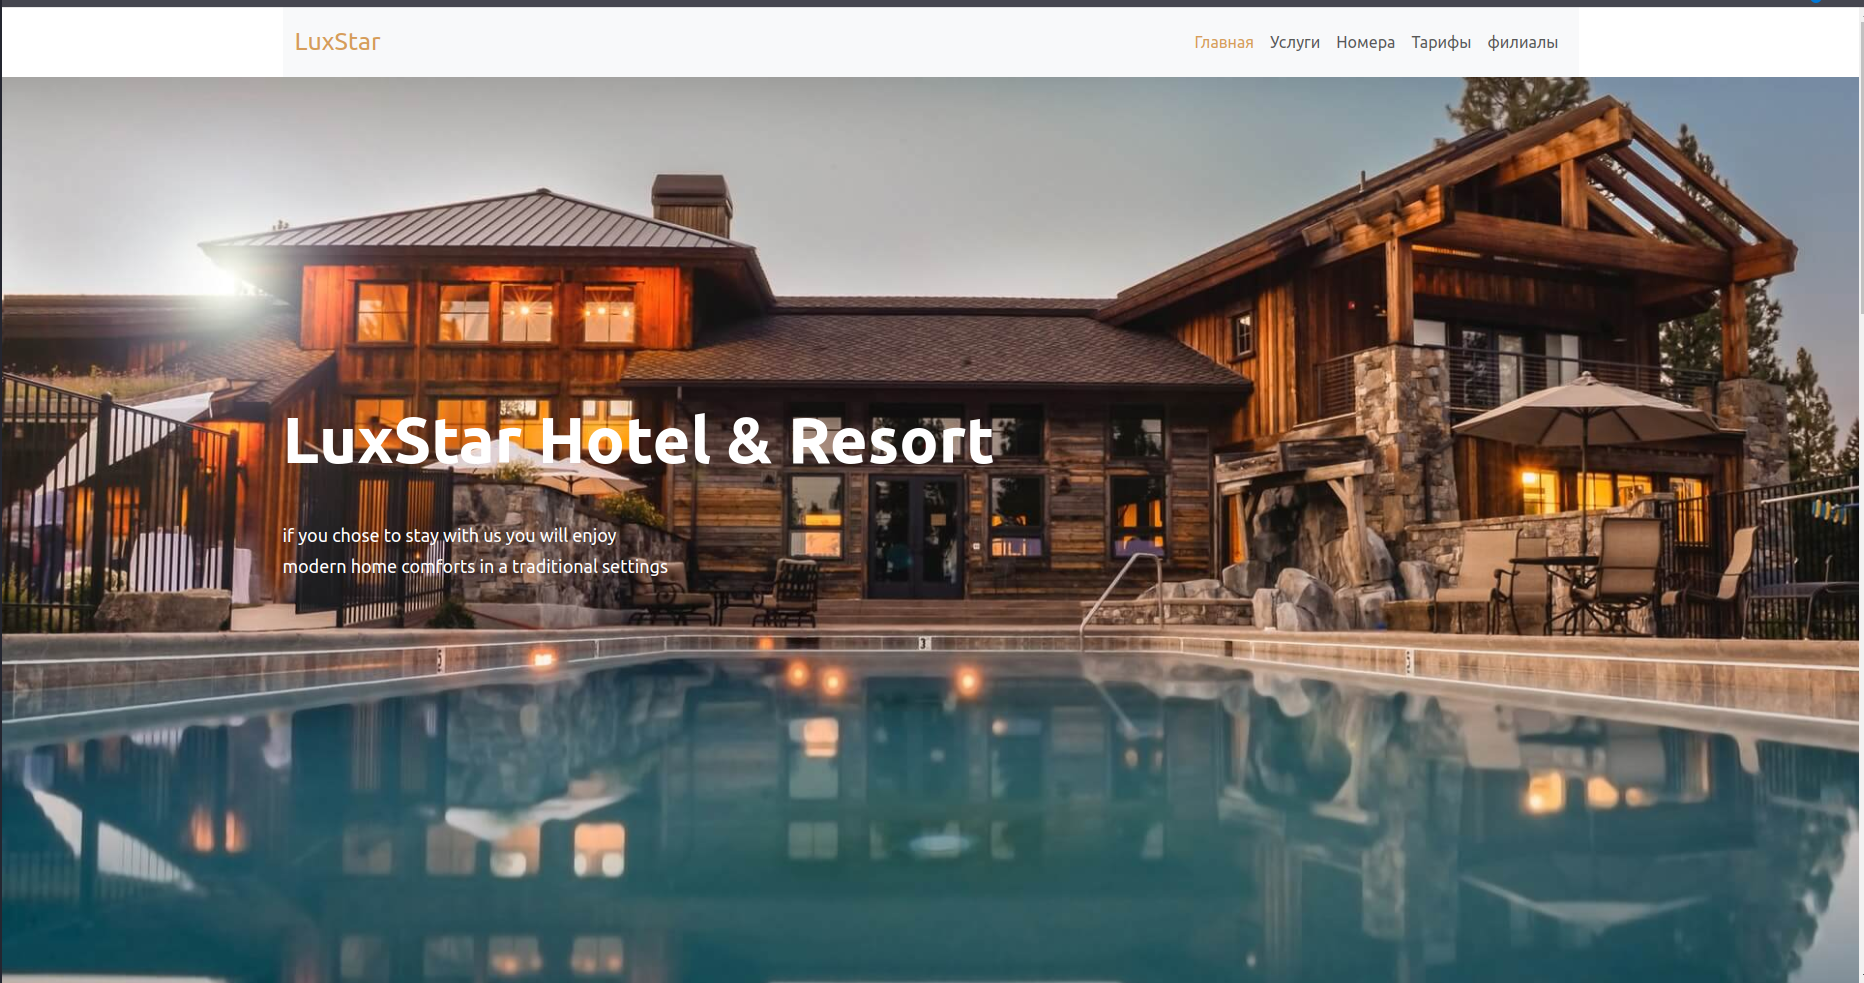 LuxStar
Главная Услуги Номера Тарифы филиалы
LuxStar Hotel & Resort
if you chose to stay with us you will enjoy
modern home comforts in a traditional settings